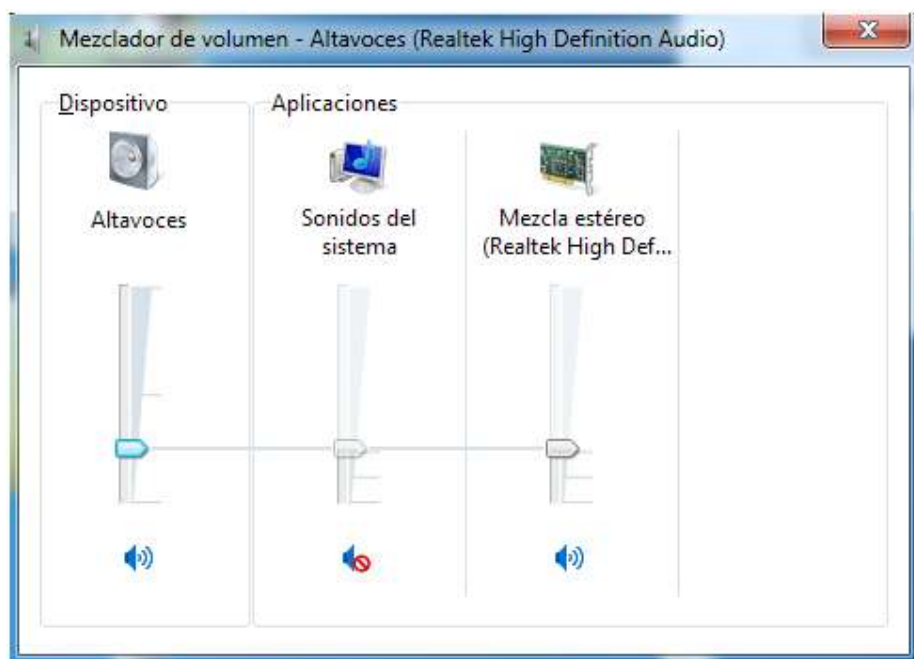 Mezclador de volumen - Altavoces (Realtek High Definition Audio)
Dispositivo
Aplicaciones
Altavoces
Sonidos del
sistema
Mezcla estéreo
(Realtek High Def...